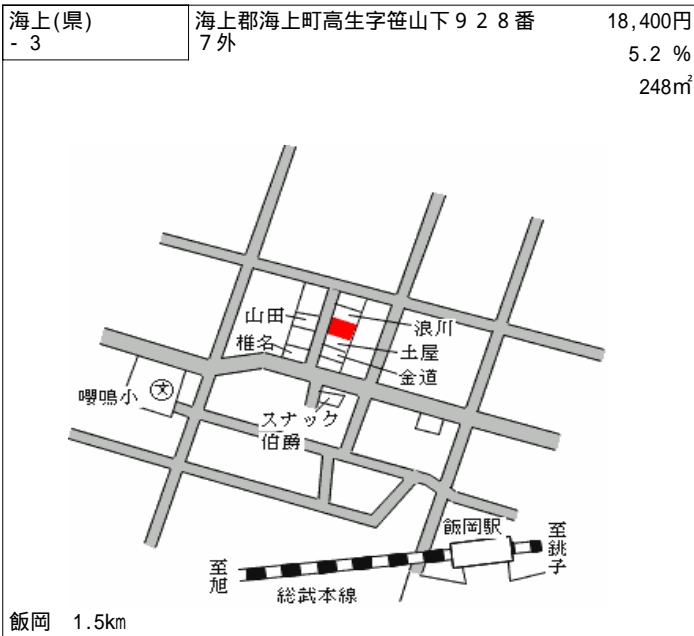 海上(県)
- 3
海上郡海上町高生字笹山下９２８番
７外
18,400円
5.2 %
248㎡
山田
浪川
椎名
土屋
金道
嚶鳴小
文
スナック
伯爵
飯岡駅
至銚子
至旭
総武本線
飯岡 1.5km